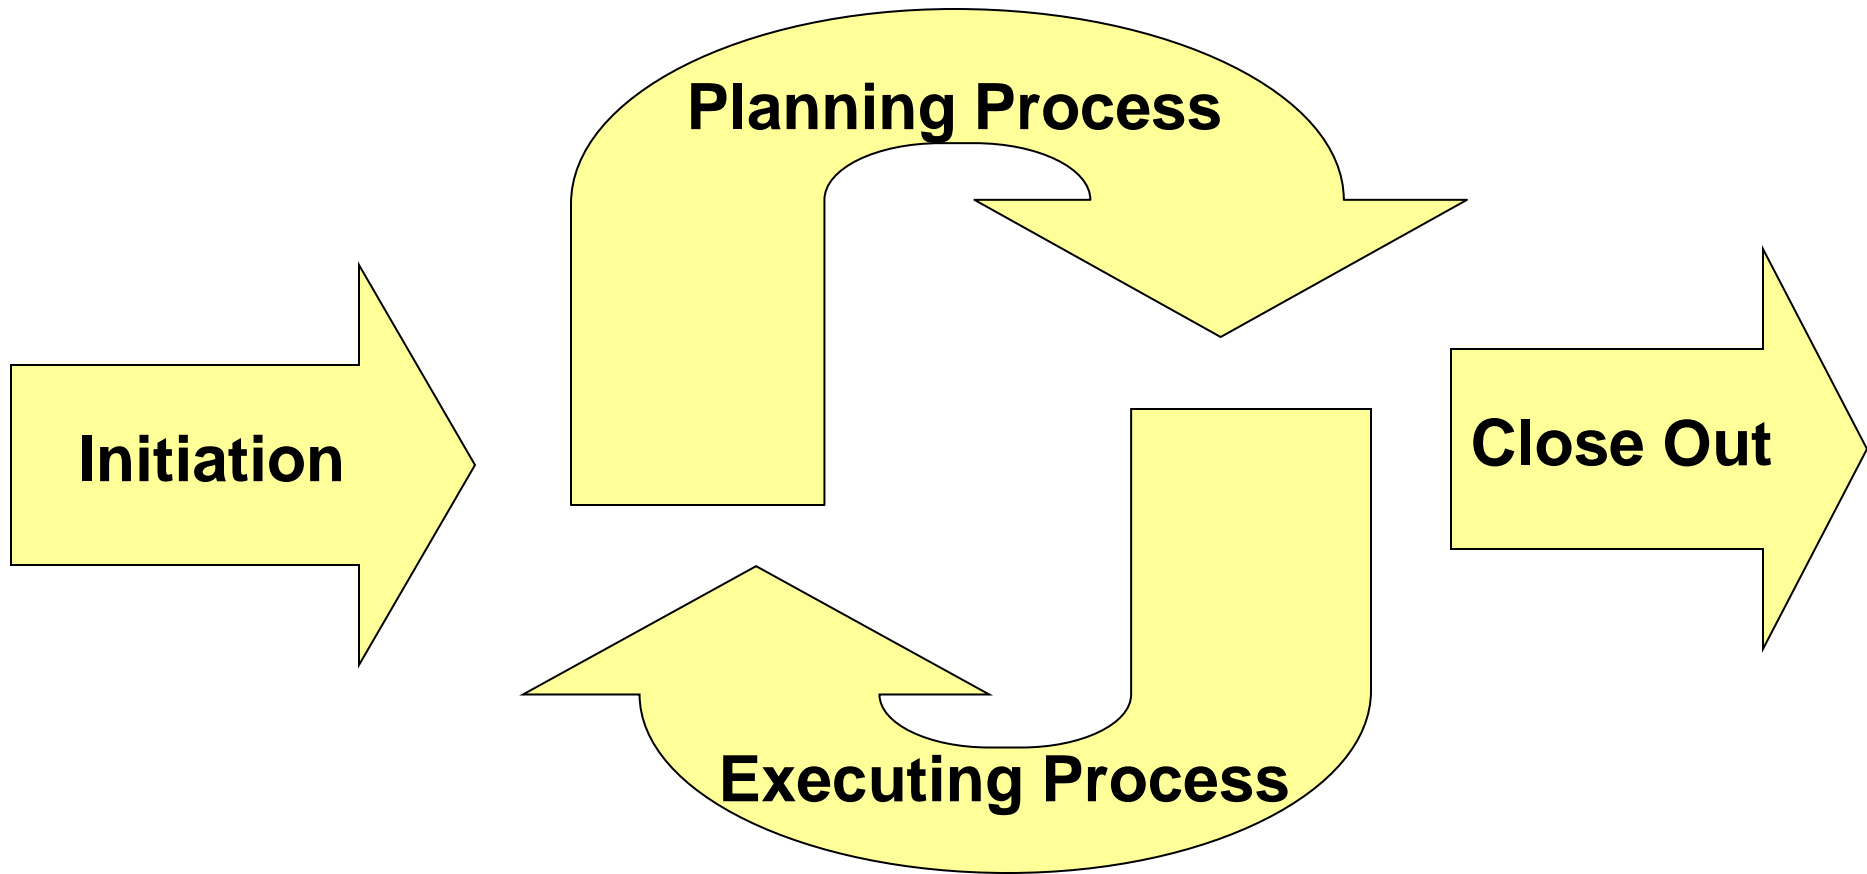 Planning Process
Initiation
Close Out
Executing Process